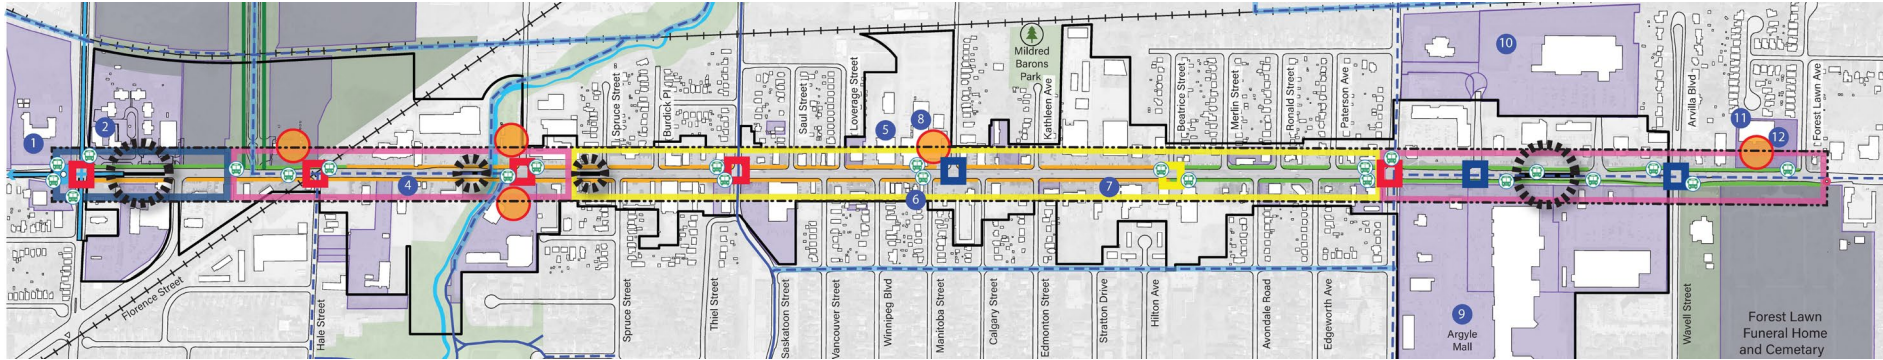 Mildred
Barons
Park
Spruce Street
Burdick Pl
Saul Street
Loverage Street
Kathleen Ave
Beatrice Street
Merlin Street
Ronald Street
Paterson Ave
Arvilla Blvd
Forest Lawn Ave
1
2
4
5
8
6
7
10
11
12
9
Florence Street
Hale Street
Spruce Street
Thiel Street
Saskatoon Street
Vancouver Street
Winnipeg Blvd
Manitoba Street
Calgary Street
Edmonton Street
Stratton Drive
Hilton Ave
Avondale Road
Edgeworth Ave
Argyle
Mall
Wavell Street
Forest Lawn
Funeral Home
and Cemetary